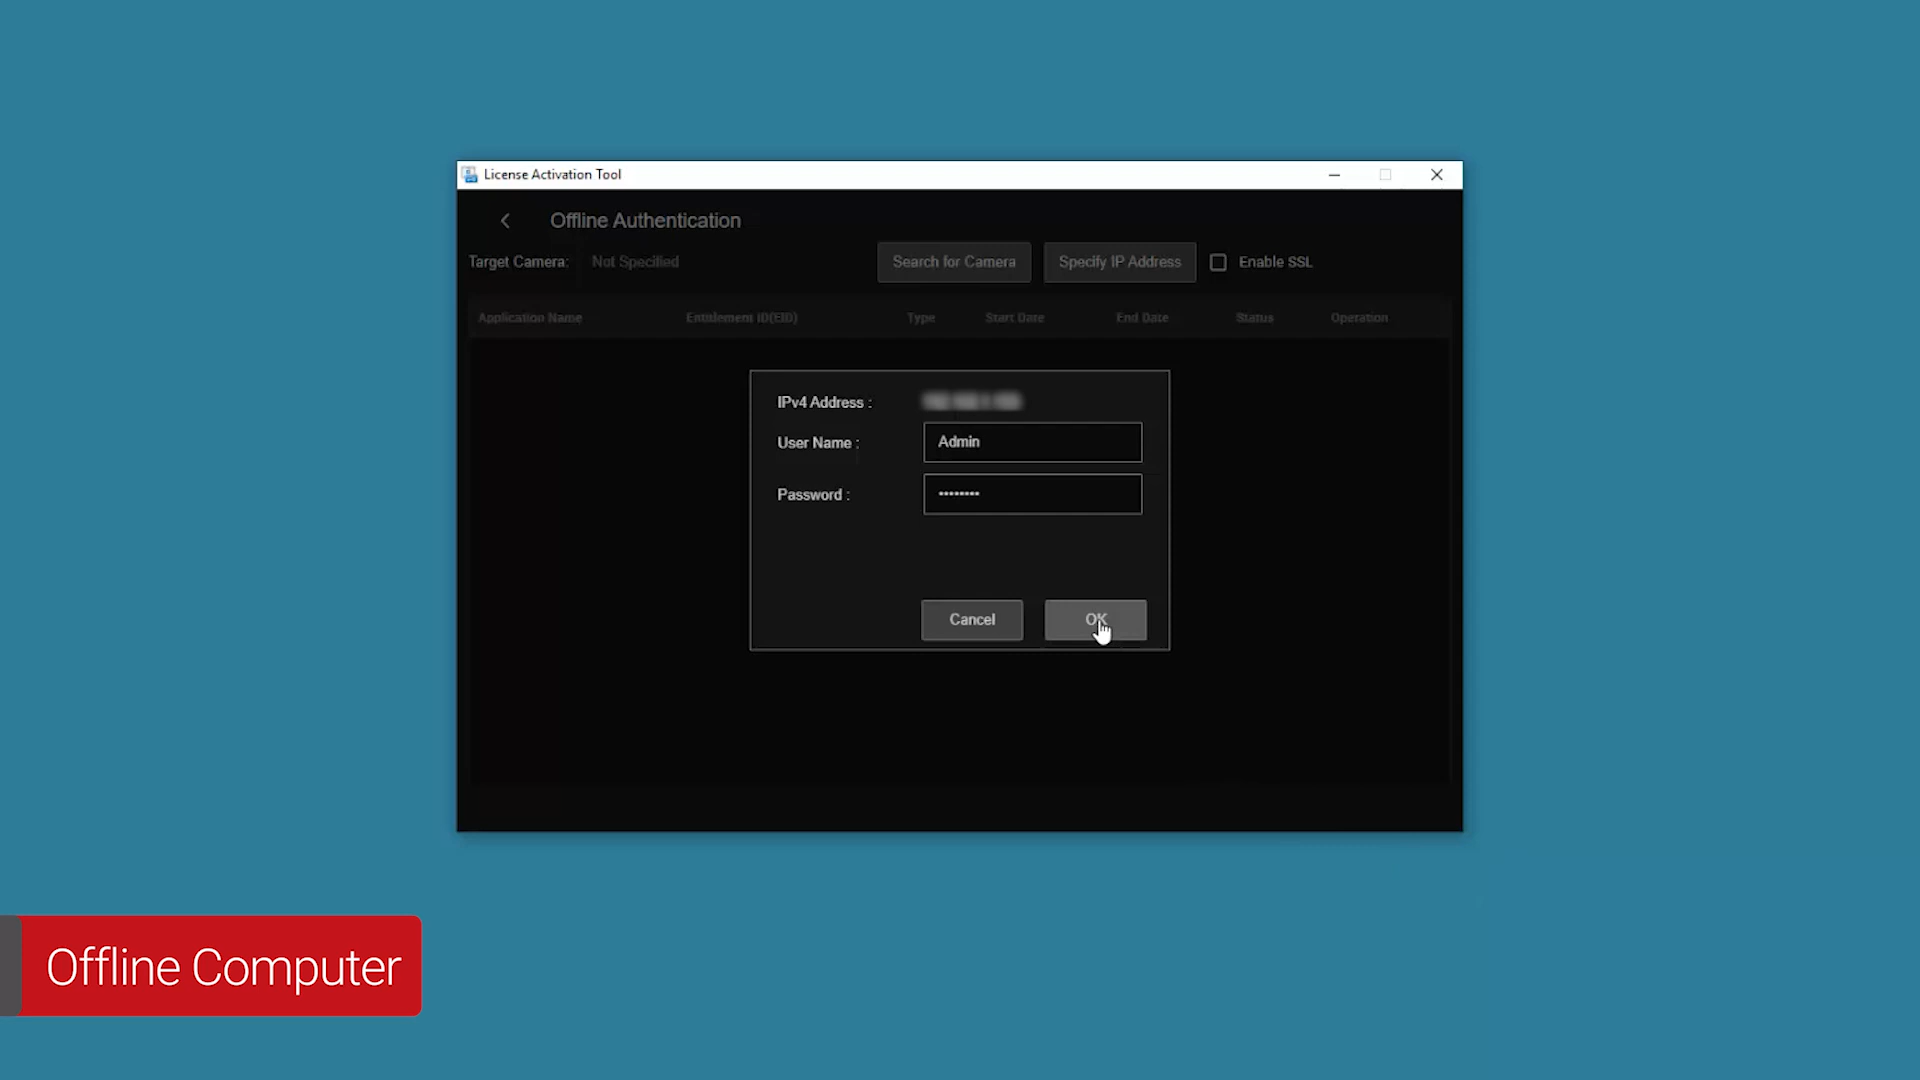 License Activation Tool
Offline Authentication
Target Camera: Not Specified Search for Camera Specify IP Address Enable SSL
Application Name Entitlement ID(EID) Type Start Date End Date Status Operation
IPv4 Address :
User Name : Admin
Password : ••••••••
Cancel OK
Offline Computer